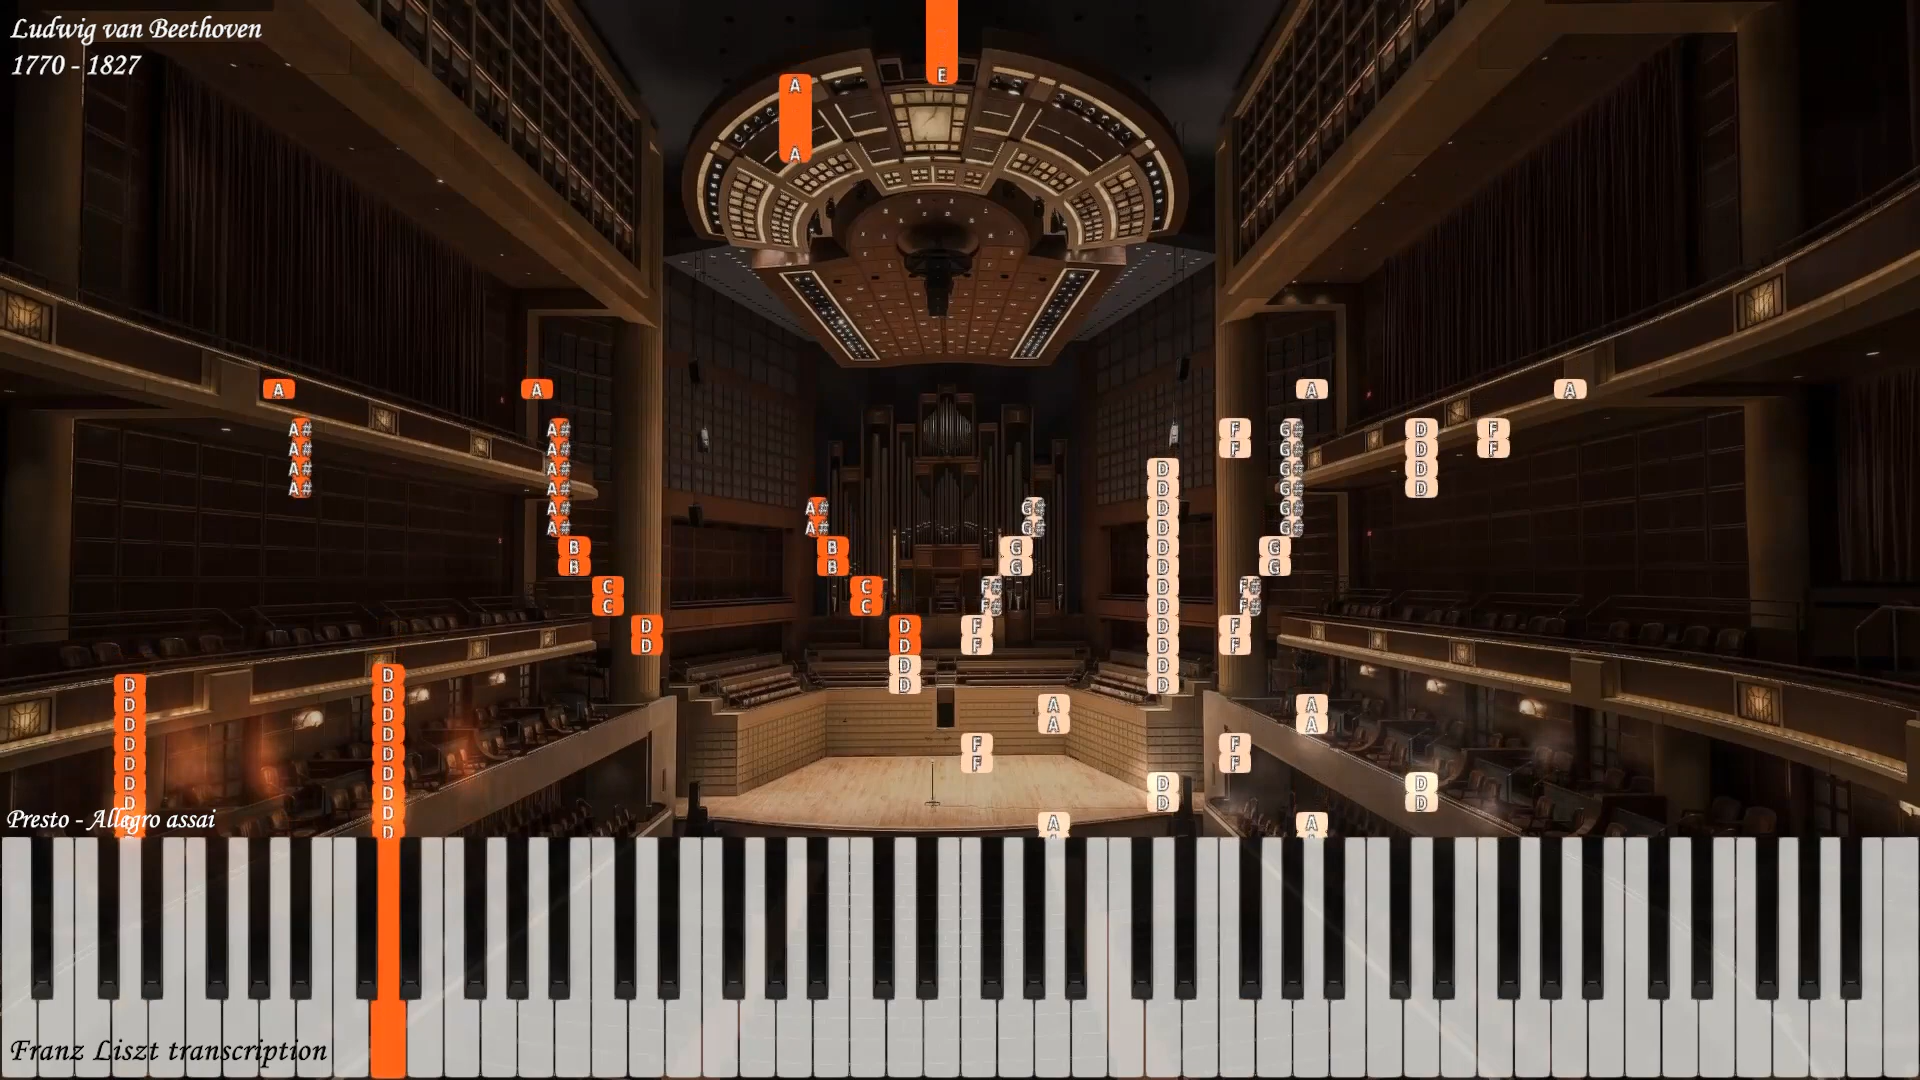 Ludwig van Beethoven
1770 - 1827
E
A
A
A A A A
A# A# F G# D F
A# A# F G# D F
A# A# D G# D
A# A# D G# D
A# A# G# D G#
A# A# G# D G#
B B G D G
B B G D G
C C F# D F#
C C F# D F#
D D F D F
D D F D F
D D
D D D D D
D D A A
D D A A
D D F F
D D F F
D D D D
D D D D
Presto - Allegro assai
D A A
Franz Liszt transcription